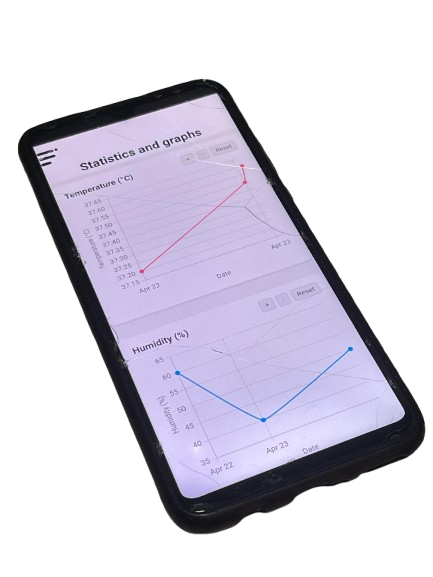 Statistics and graphs
+ - Reset
Temperature (°C)
37.65
37.60
37.55
37.50
37.45
37.40
37.35
37.30
37.25
37.20
37.15
Temperature (°C)
Apr 22
Apr 23
Date
+ - Reset
Humidity (%)
65
60
55
50
45
40
35
Humidity (%)
Apr 22
Apr 23
Date